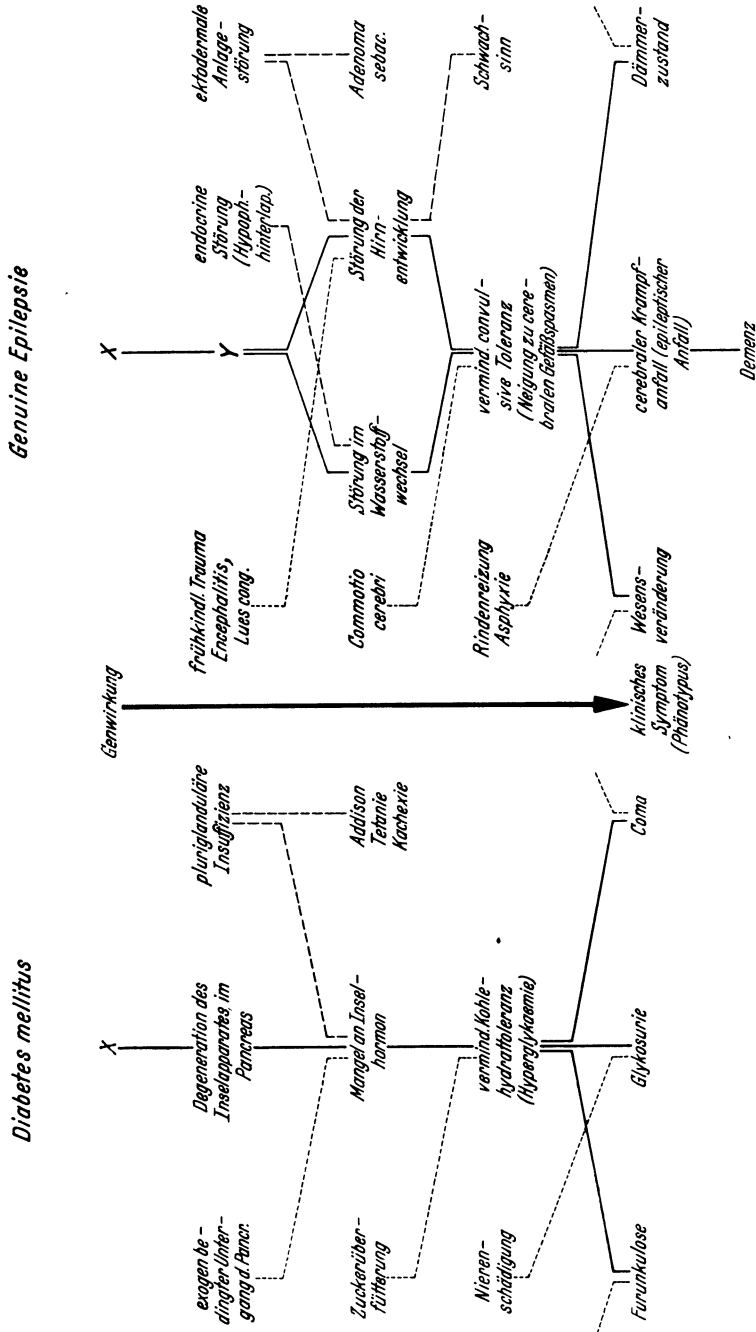 Diabetes mellitus
X
exogen be-
dingter Unter-
gang d. Pancr.
Degeneration des
Inselapparates im
Pancreas
pluriglanduläre
Insuffizienz
Zuckerüber-
fütterung
Mangel an Insel-
hormon
Addison
Tetanie
Kachexie
Nieren-
schädigung
vermind. Kohle-
hydrattoleranz
(Hyperglykaemie)
Furunkulose
Glykosurie
Coma
Genwirkung
klinisches
Symptom
(Phänotypus)
Genuine Epilepsie
X
Y
frühkindl. Trauma
Encephalitis,
Lues cong.
endocrine
Störung
(Hypoph.-
hinterlap.)
ektodermale
Anlage-
störung
Commotio
cerebri
Störung im
Wasserstoff-
wechsel
Störung der
Hirn-
entwicklung
Adenoma
sebac.
Rindenreizung
Asphyxie
vermind. convul-
sive Toleranz
(Neigung zu cere-
bralen Gefäßspasmen)
Schwach-
sinn
Wesens-
veränderung
cerebraler Krampf-
anfall (epileptischer
Anfall)
Dämmer-
zustand
Demenz